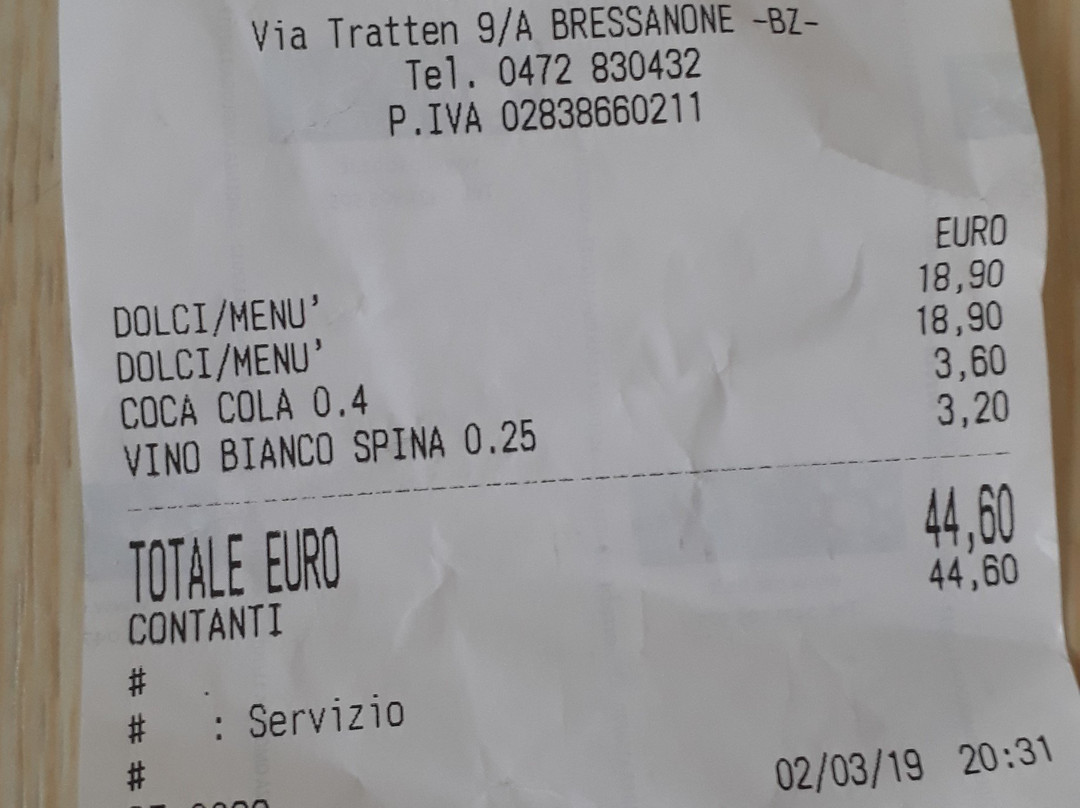 Via Tratten 9/A BRESSANONE -BZ-
Tel. 0472 830432
P.IVA 02838660211
EURO
DOLCI/MENU' 18,90
DOLCI/MENU' 18,90
COCA COLA 0.4 3,60
VINO BIANCO SPINA 0.25 3,20
TOTALE EURO 44,60
CONTANTI 44,60
# .
# : Servizio
#
02/03/19 20:31